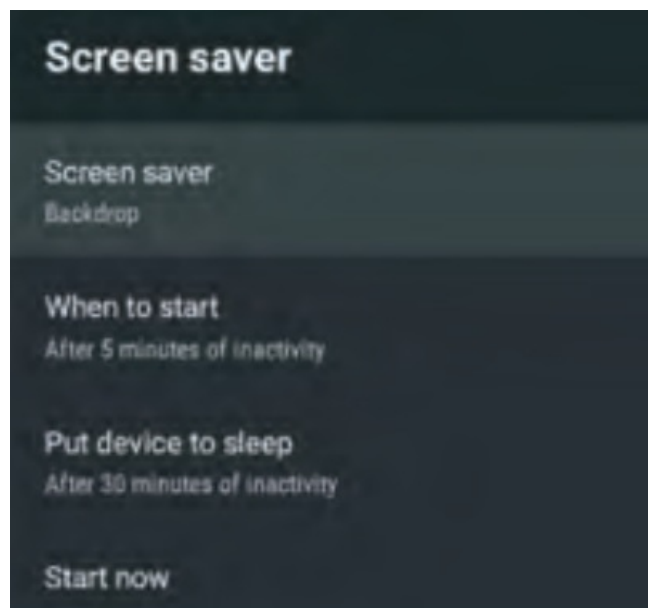 Screen saver
Screen saver
Backdrop
When to start
After 5 minutes of inactivity
Put device to sleep
After 30 minutes of inactivity
Start now